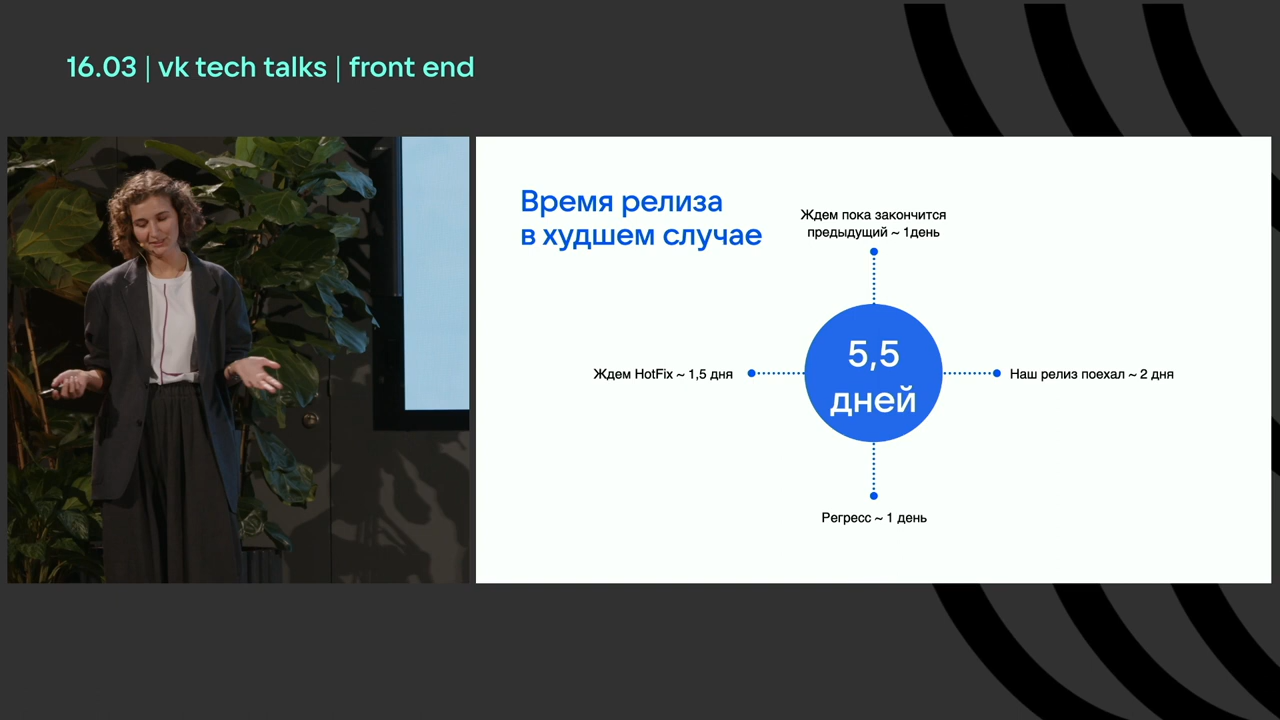 16.03 | vk tech talks | front end
Время релиза
в худшем случае
Ждем пока закончится
предыдущий ~ 1день
5,5
дней
Ждем HotFix ~ 1,5 дня
Наш релиз поехал ~ 2 дня
Регресс ~ 1 день